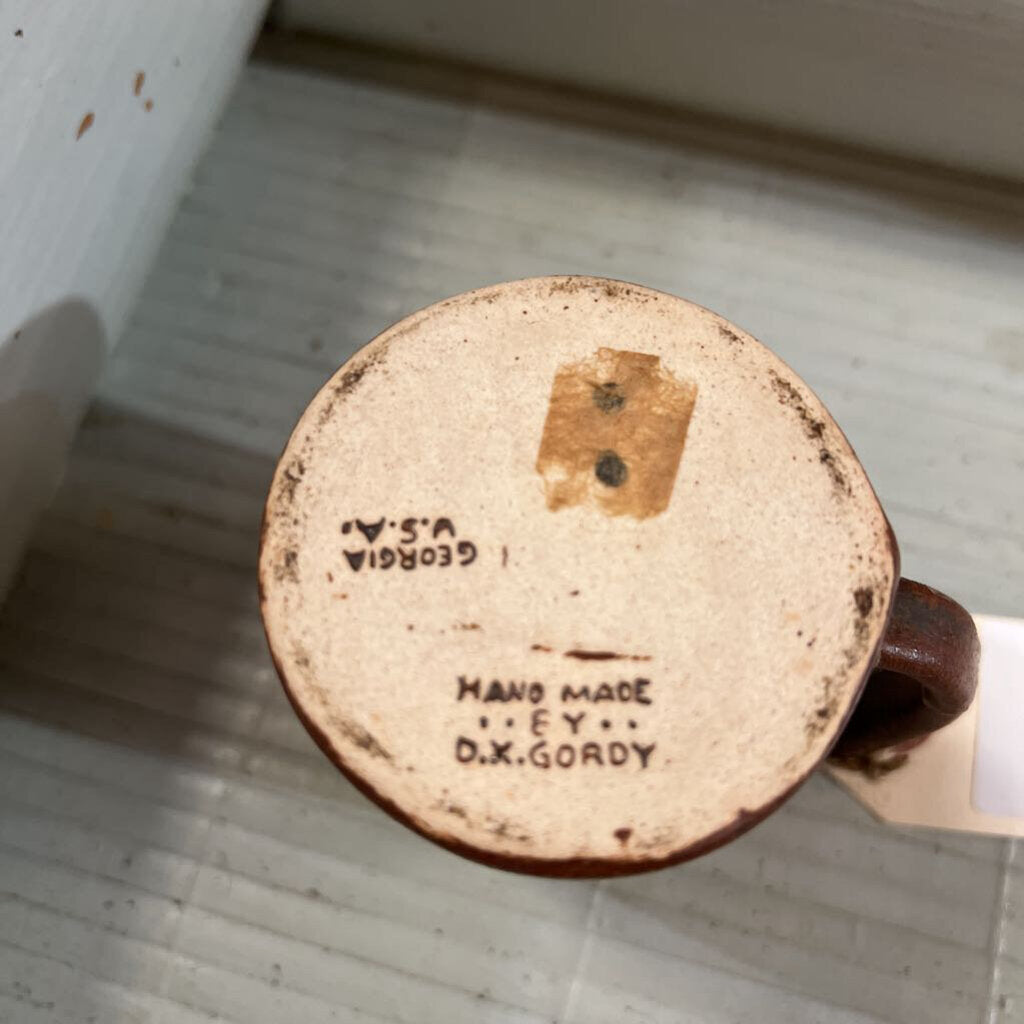 HAND MADE
··BY··
D.X.GORDY
GEORGIA
U.S.A.